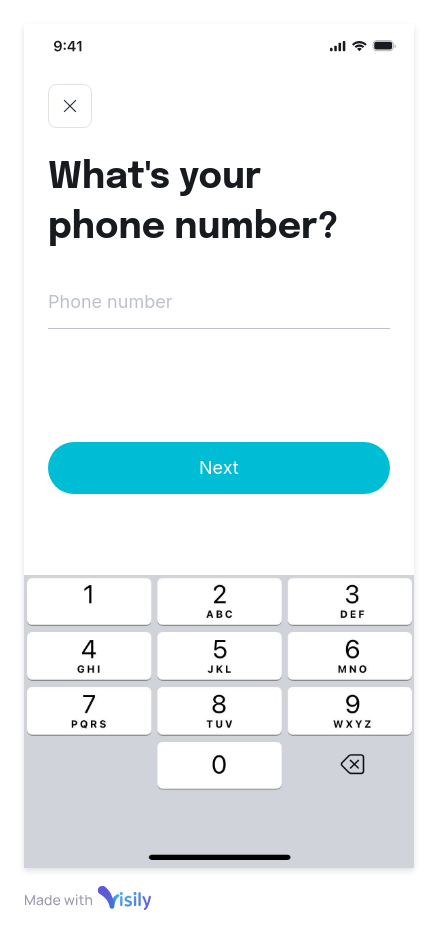 9:41
What's your
phone number?
Phone number
Next
1 2 3
ABC DEF
4 5 6
GHI JKL MNO
7 8 9
PQRS TUV WXYZ
0
Made with Visily